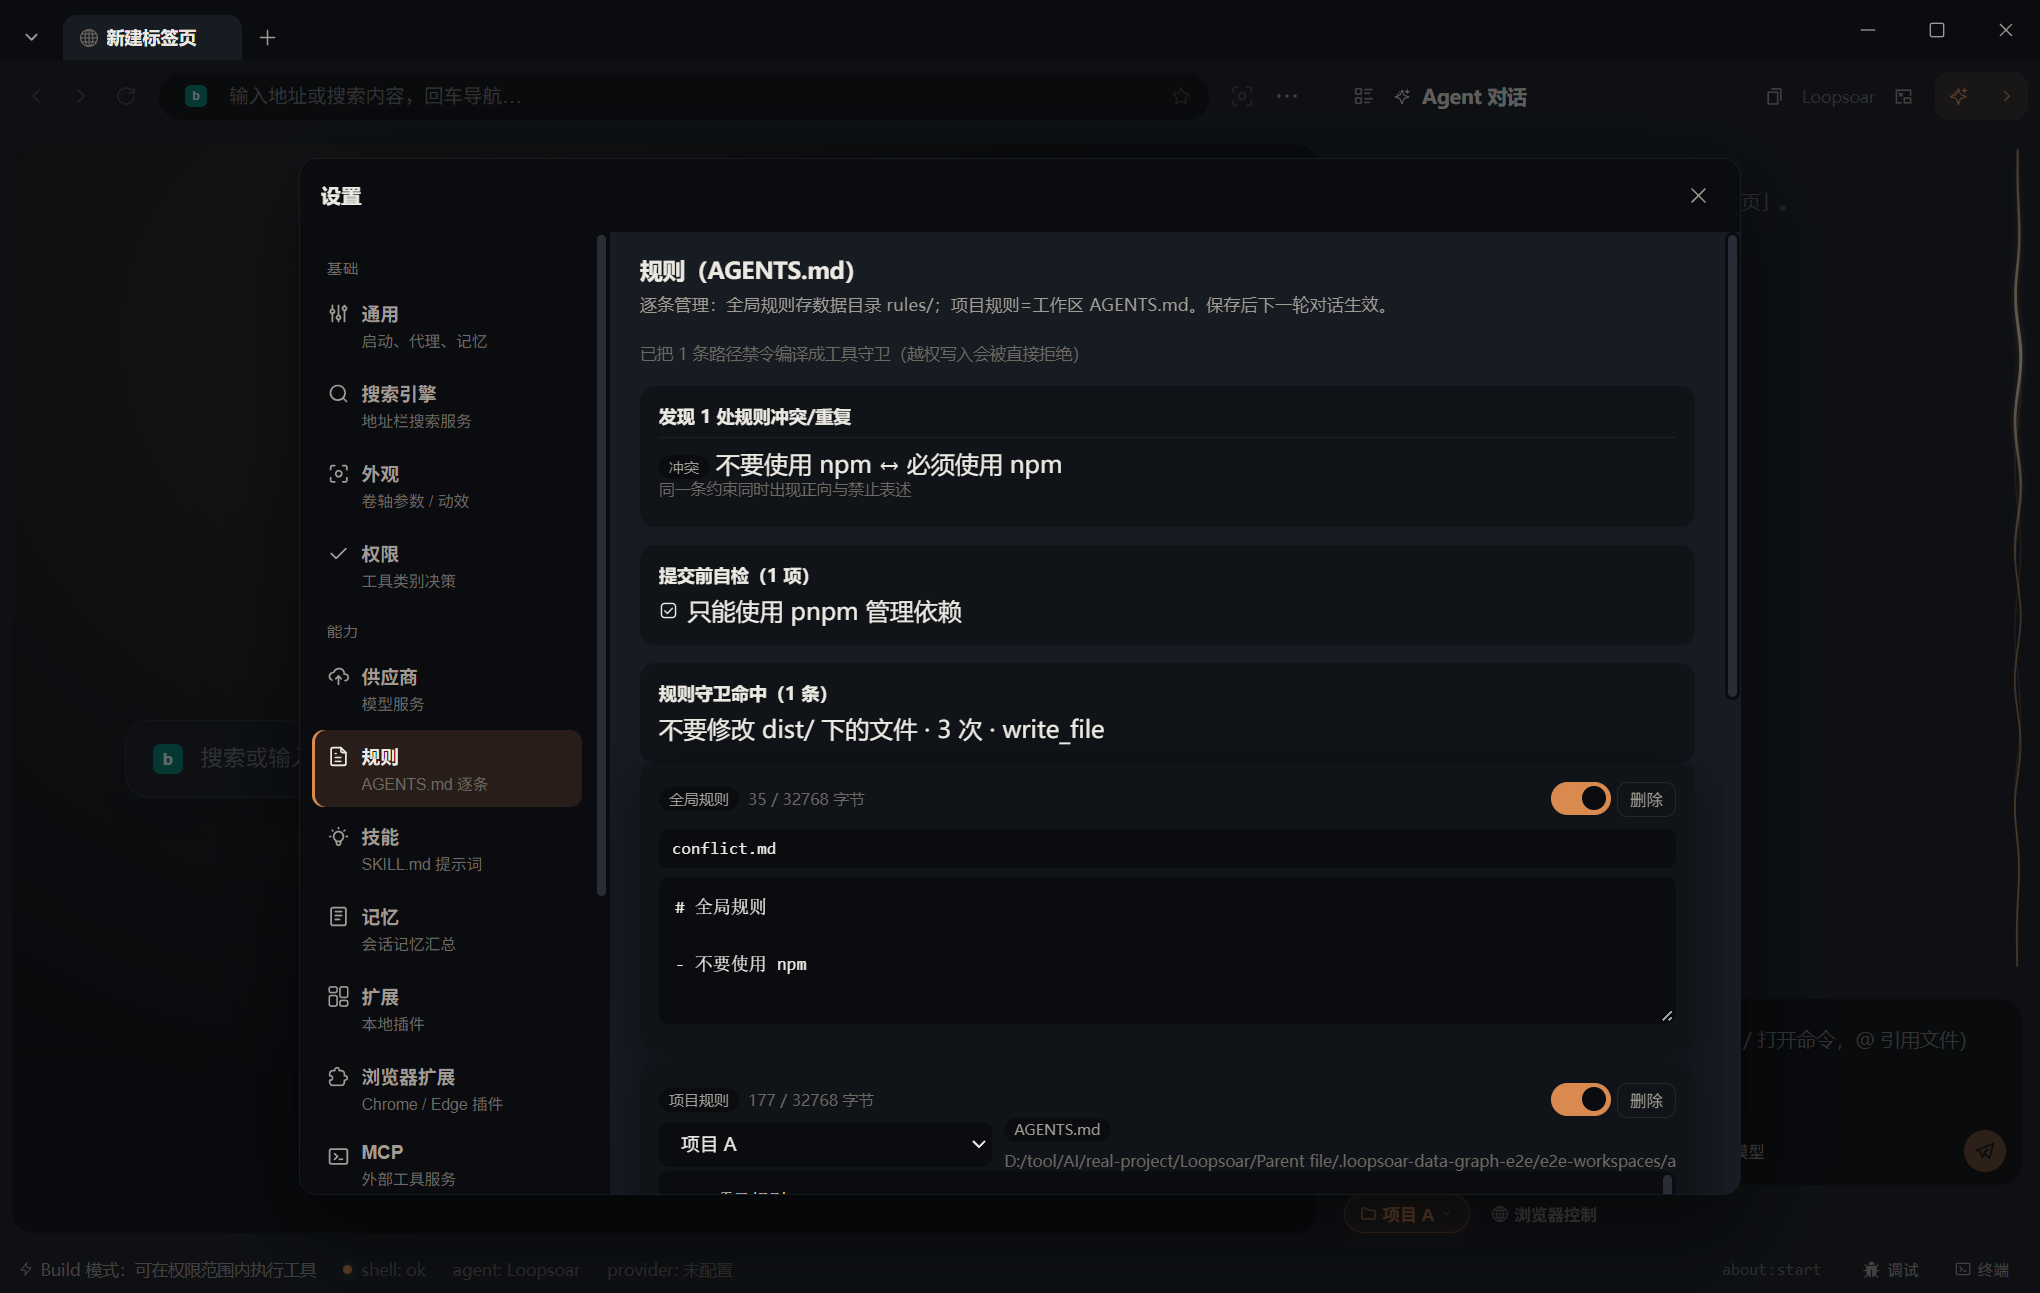 新建标签页
b 输入地址或搜索内容，回车导航…
Agent 对话
Loopsoar
设置
页」。
基础
通用
启动、代理、记忆
搜索引擎
地址栏搜索服务
外观
卷轴参数 / 动效
权限
工具类别决策
能力
供应商
模型服务
规则
AGENTS.md 逐条
技能
SKILL.md 提示词
记忆
会话记忆汇总
扩展
本地插件
浏览器扩展
Chrome / Edge 插件
MCP
外部工具服务
b 搜索或输入
规则（AGENTS.md）
逐条管理：全局规则存数据目录 rules/；项目规则=工作区 AGENTS.md。保存后下一轮对话生效。
已把 1 条路径禁令编译成工具守卫（越权写入会被直接拒绝）
发现 1 处规则冲突/重复
冲突 不要使用 npm ↔ 必须使用 npm
同一条约束同时出现正向与禁止表述
提交前自检（1 项）
只能使用 pnpm 管理依赖
规则守卫命中（1 条）
不要修改 dist/ 下的文件 · 3 次 · write_file
全局规则 35 / 32768 字节
删除
conflict.md
# 全局规则
- 不要使用 npm
项目规则 177 / 32768 字节
删除
项目 A
AGENTS.md
D:/tool/AI/real-project/Loopsoar/Parent file/.loopsoar-data-graph-e2e/e2e-workspaces/a
/ 打开命令，@ 引用文件)
模型
项目 A
浏览器控制
Build 模式：可在权限范围内执行工具
shell: ok
agent: Loopsoar
provider: 未配置
about:start
调试
终端